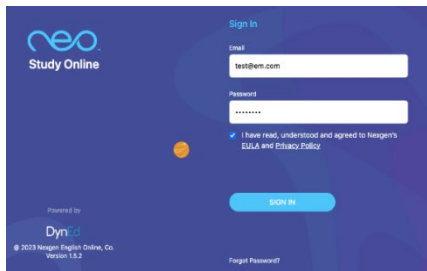 neo
Study Online
Powered by
DynEd
© 2023 Nexgen English Online, Co.
Version 1.5.2
Sign In
Email
test@em.com
Password
••••••••
I have read, understood and agreed to Nexgen's
EULA and Privacy Policy
SIGN IN
Forgot Password?